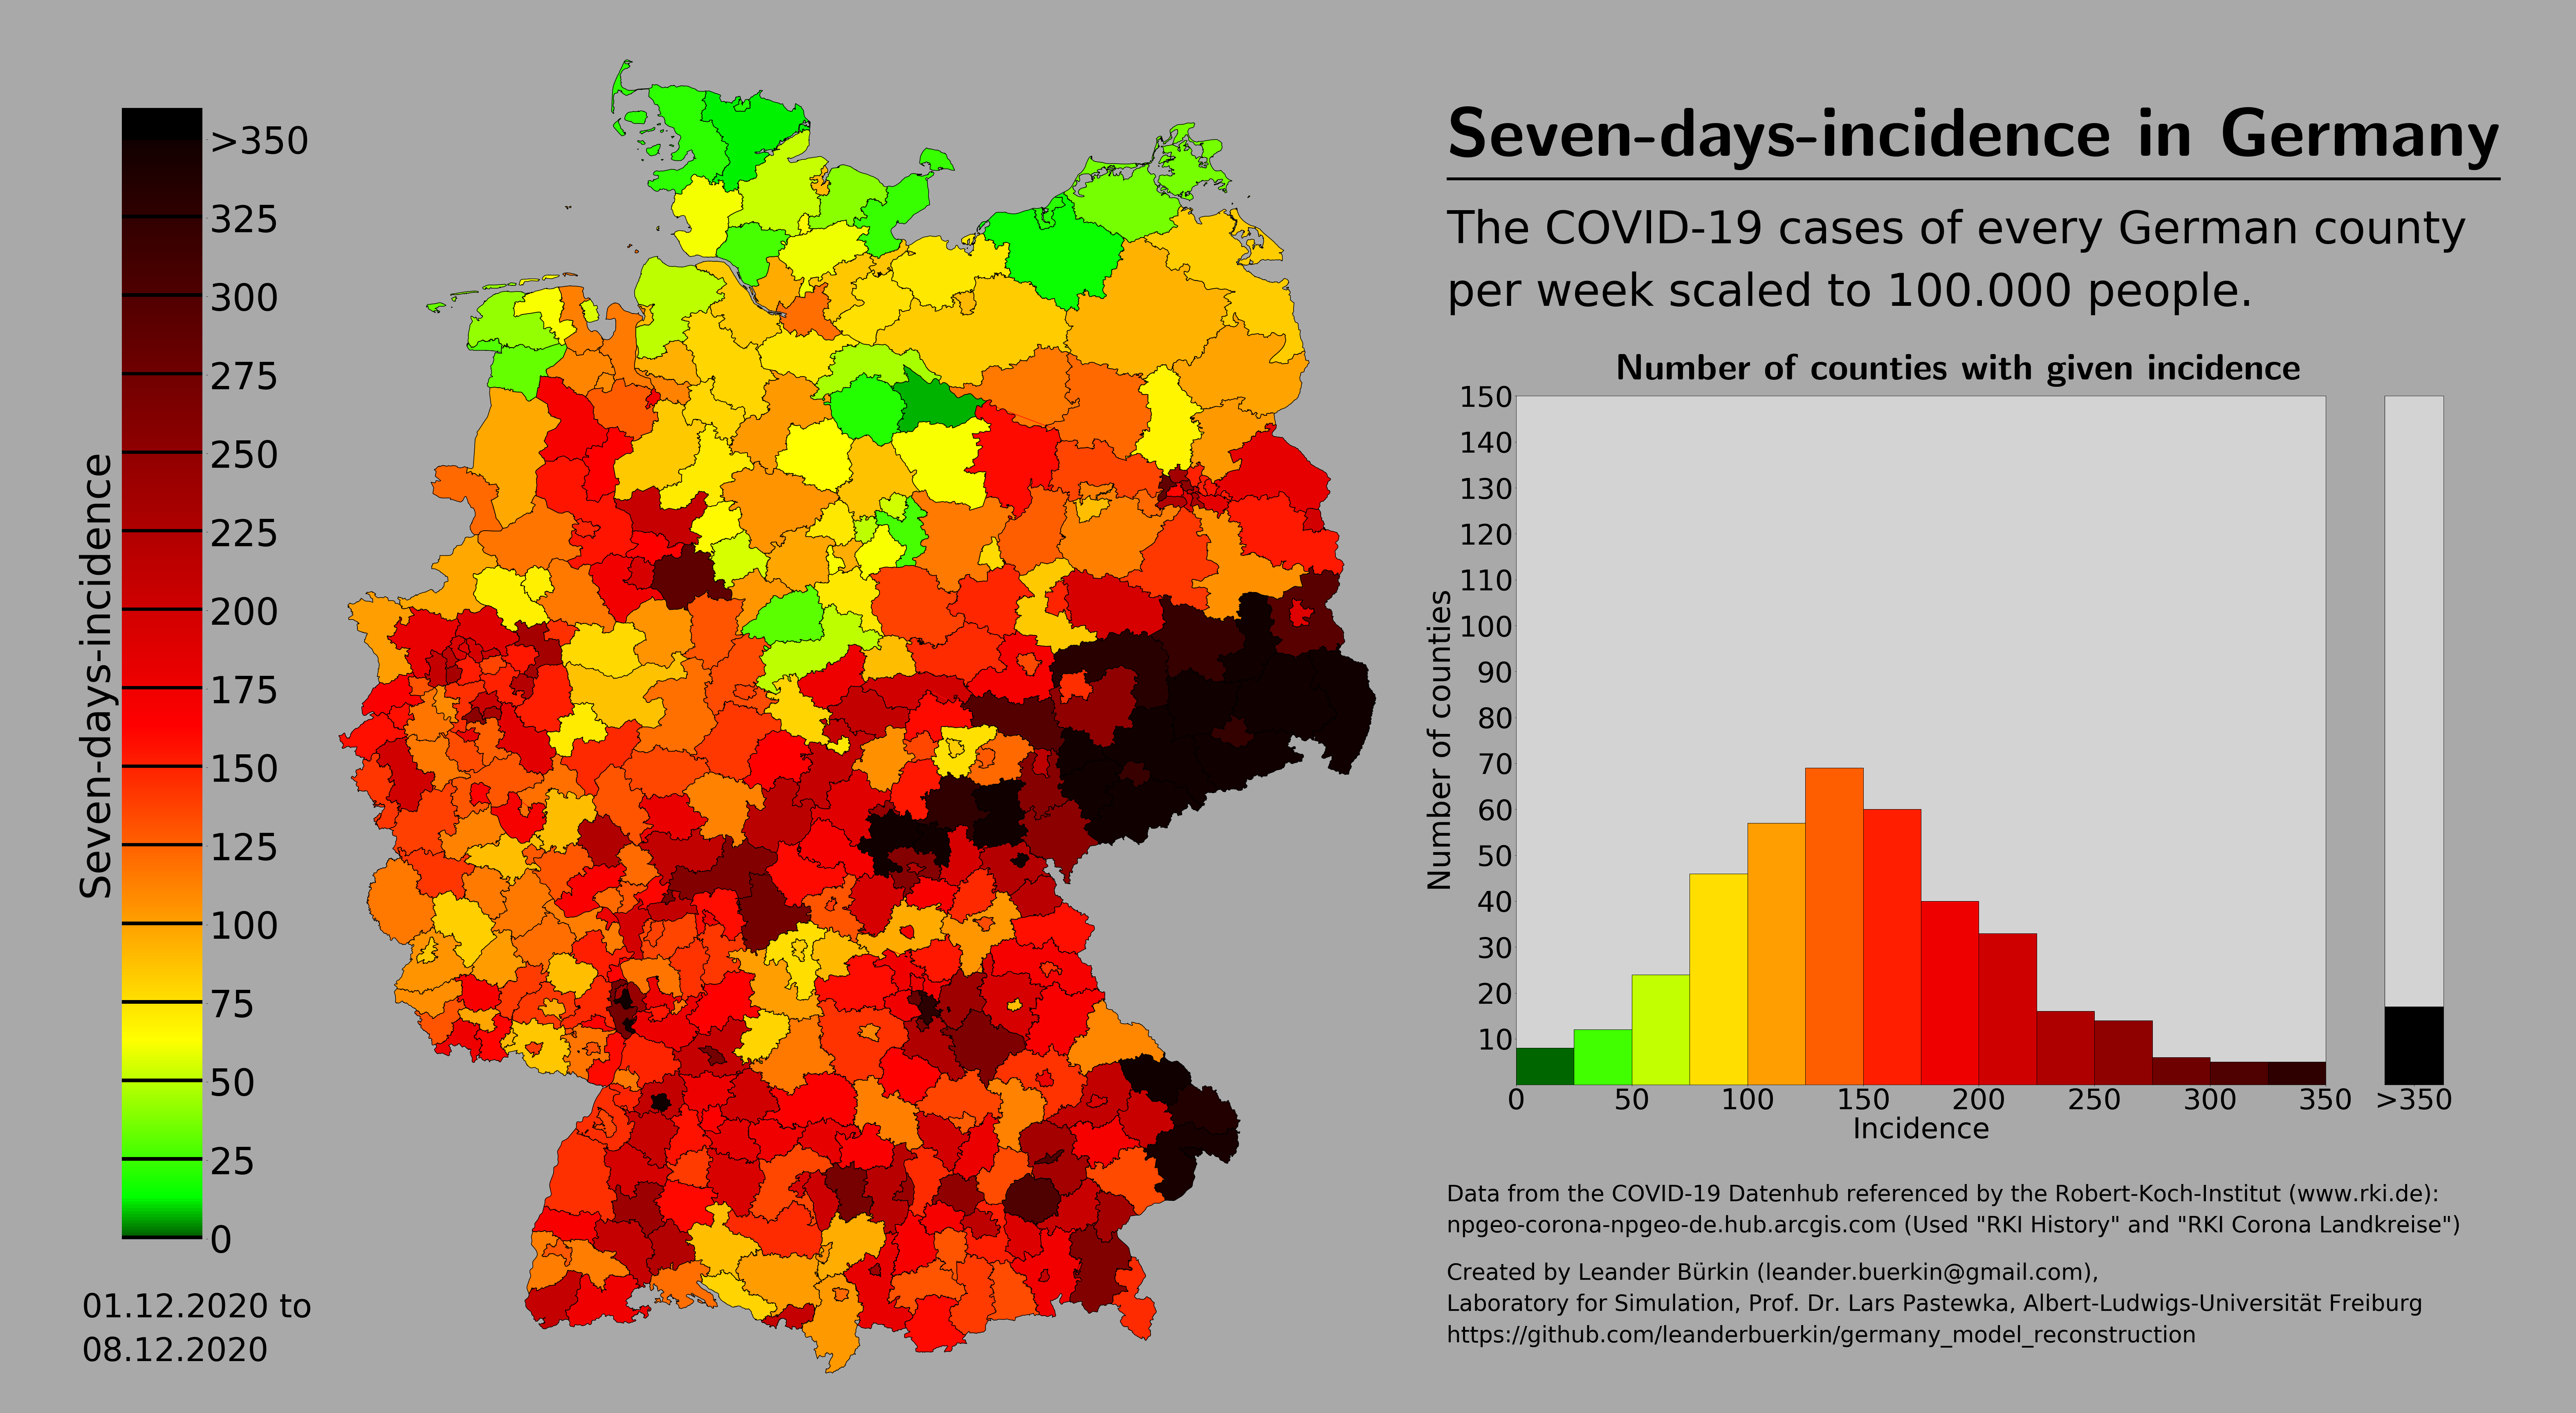 Seven-days-incidence in Germany
The COVID-19 cases of every German county
per week scaled to 100.000 people.
Seven-days-incidence
>350
325
300
275
250
225
200
175
150
125
100
75
50
25
0
01.12.2020 to
08.12.2020
Number of counties with given incidence
Number of counties
150
140
130
120
110
100
90
80
70
60
50
40
30
20
10
0 50 100 150 200 250 300 350 >350
Incidence
Data from the COVID-19 Datenhub referenced by the Robert-Koch-Institut (www.rki.de):
npgeo-corona-npgeo-de.hub.arcgis.com (Used "RKI History" and "RKI Corona Landkreise")
Created by Leander Bürkin (leander.buerkin@gmail.com),
Laboratory for Simulation, Prof. Dr. Lars Pastewka, Albert-Ludwigs-Universität Freiburg
https://github.com/leanderbuerkin/germany_model_reconstruction